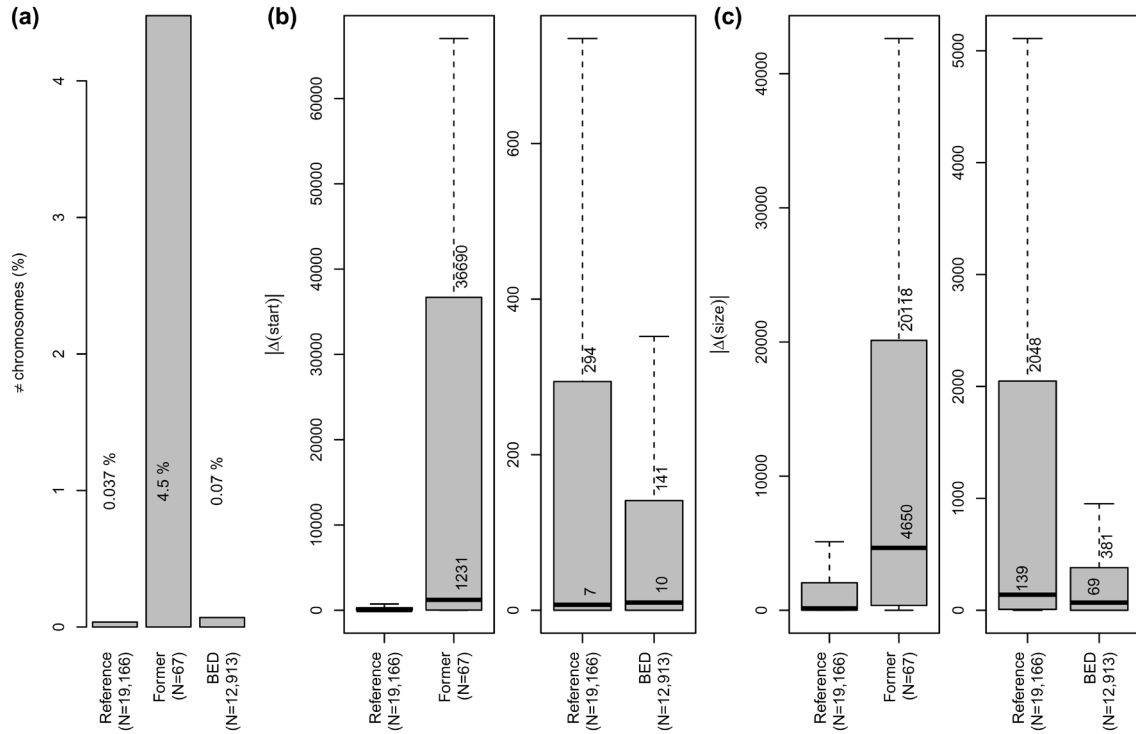 (a)
≠ chromosomes (%)
4
3
2
1
0
0.037 %
4.5 %
0.07 %
Reference
(N=19,166)
Former
(N=67)
BED
(N=12,913)
(b)
|Δ(start)|
60000
50000
40000
30000
20000
10000
0
36690
1231
Reference
(N=19,166)
Former
(N=67)
600
400
200
0
294
7
141
10
Reference
(N=19,166)
BED
(N=12,913)
(c)
|Δ(size)|
40000
30000
20000
10000
0
20118
4650
Reference
(N=19,166)
Former
(N=67)
5000
4000
3000
2000
1000
0
2048
139
381
69
Reference
(N=19,166)
BED
(N=12,913)